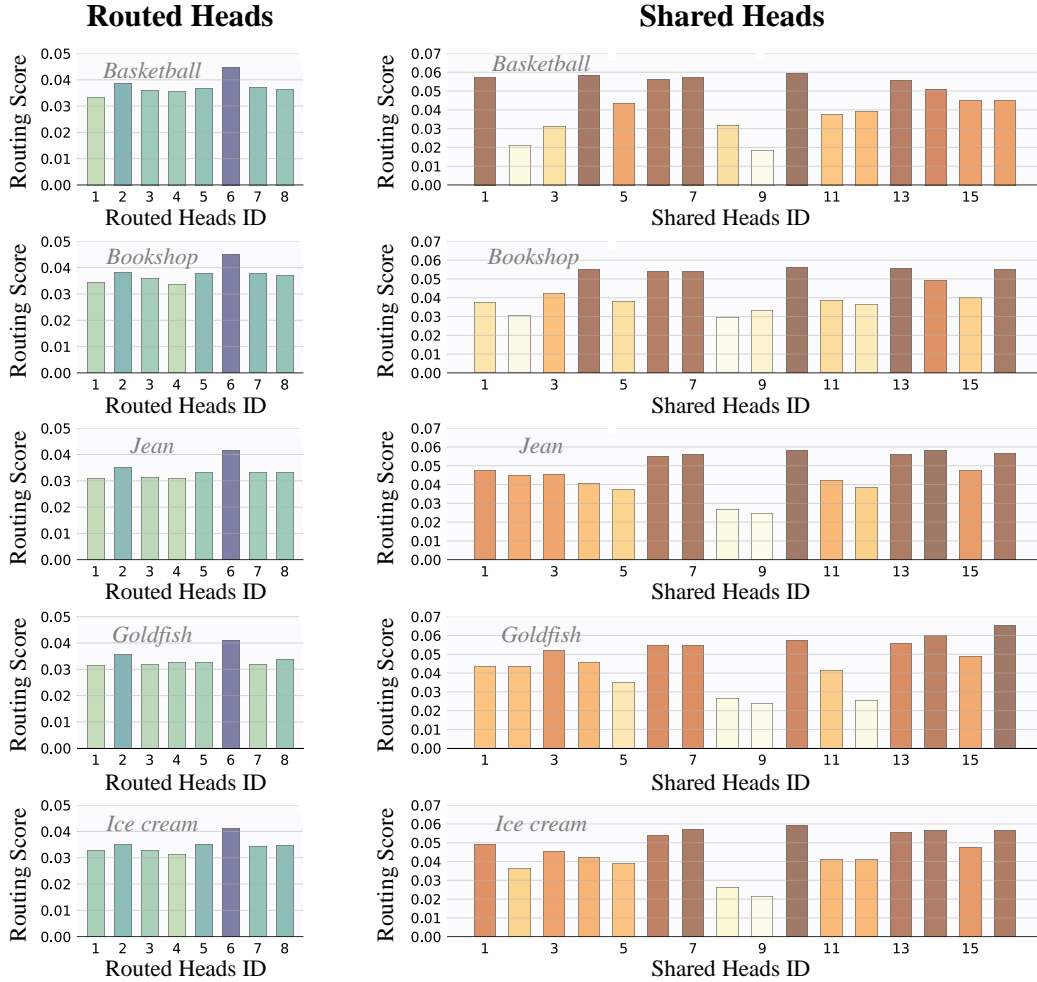 Routed Heads
Shared Heads
Basketball
Routing Score
0.05
0.04
0.03
0.02
0.01
0.00
1 2 3 4 5 6 7 8
Routed Heads ID
Basketball
Routing Score
0.07
0.06
0.05
0.04
0.03
0.02
0.01
0.00
1 3 5 7 9 11 13 15
Shared Heads ID
Bookshop
Routing Score
0.05
0.04
0.03
0.02
0.01
0.00
1 2 3 4 5 6 7 8
Routed Heads ID
Bookshop
Routing Score
0.07
0.06
0.05
0.04
0.03
0.02
0.01
0.00
1 3 5 7 9 11 13 15
Shared Heads ID
Jean
Routing Score
0.05
0.04
0.03
0.02
0.01
0.00
1 2 3 4 5 6 7 8
Routed Heads ID
Jean
Routing Score
0.07
0.06
0.05
0.04
0.03
0.02
0.01
0.00
1 3 5 7 9 11 13 15
Shared Heads ID
Goldfish
Routing Score
0.05
0.04
0.03
0.02
0.01
0.00
1 2 3 4 5 6 7 8
Routed Heads ID
Goldfish
Routing Score
0.07
0.06
0.05
0.04
0.03
0.02
0.01
0.00
1 3 5 7 9 11 13 15
Shared Heads ID
Ice cream
Routing Score
0.05
0.04
0.03
0.02
0.01
0.00
1 2 3 4 5 6 7 8
Routed Heads ID
Ice cream
Routing Score
0.07
0.06
0.05
0.04
0.03
0.02
0.01
0.00
1 3 5 7 9 11 13 15
Shared Heads ID